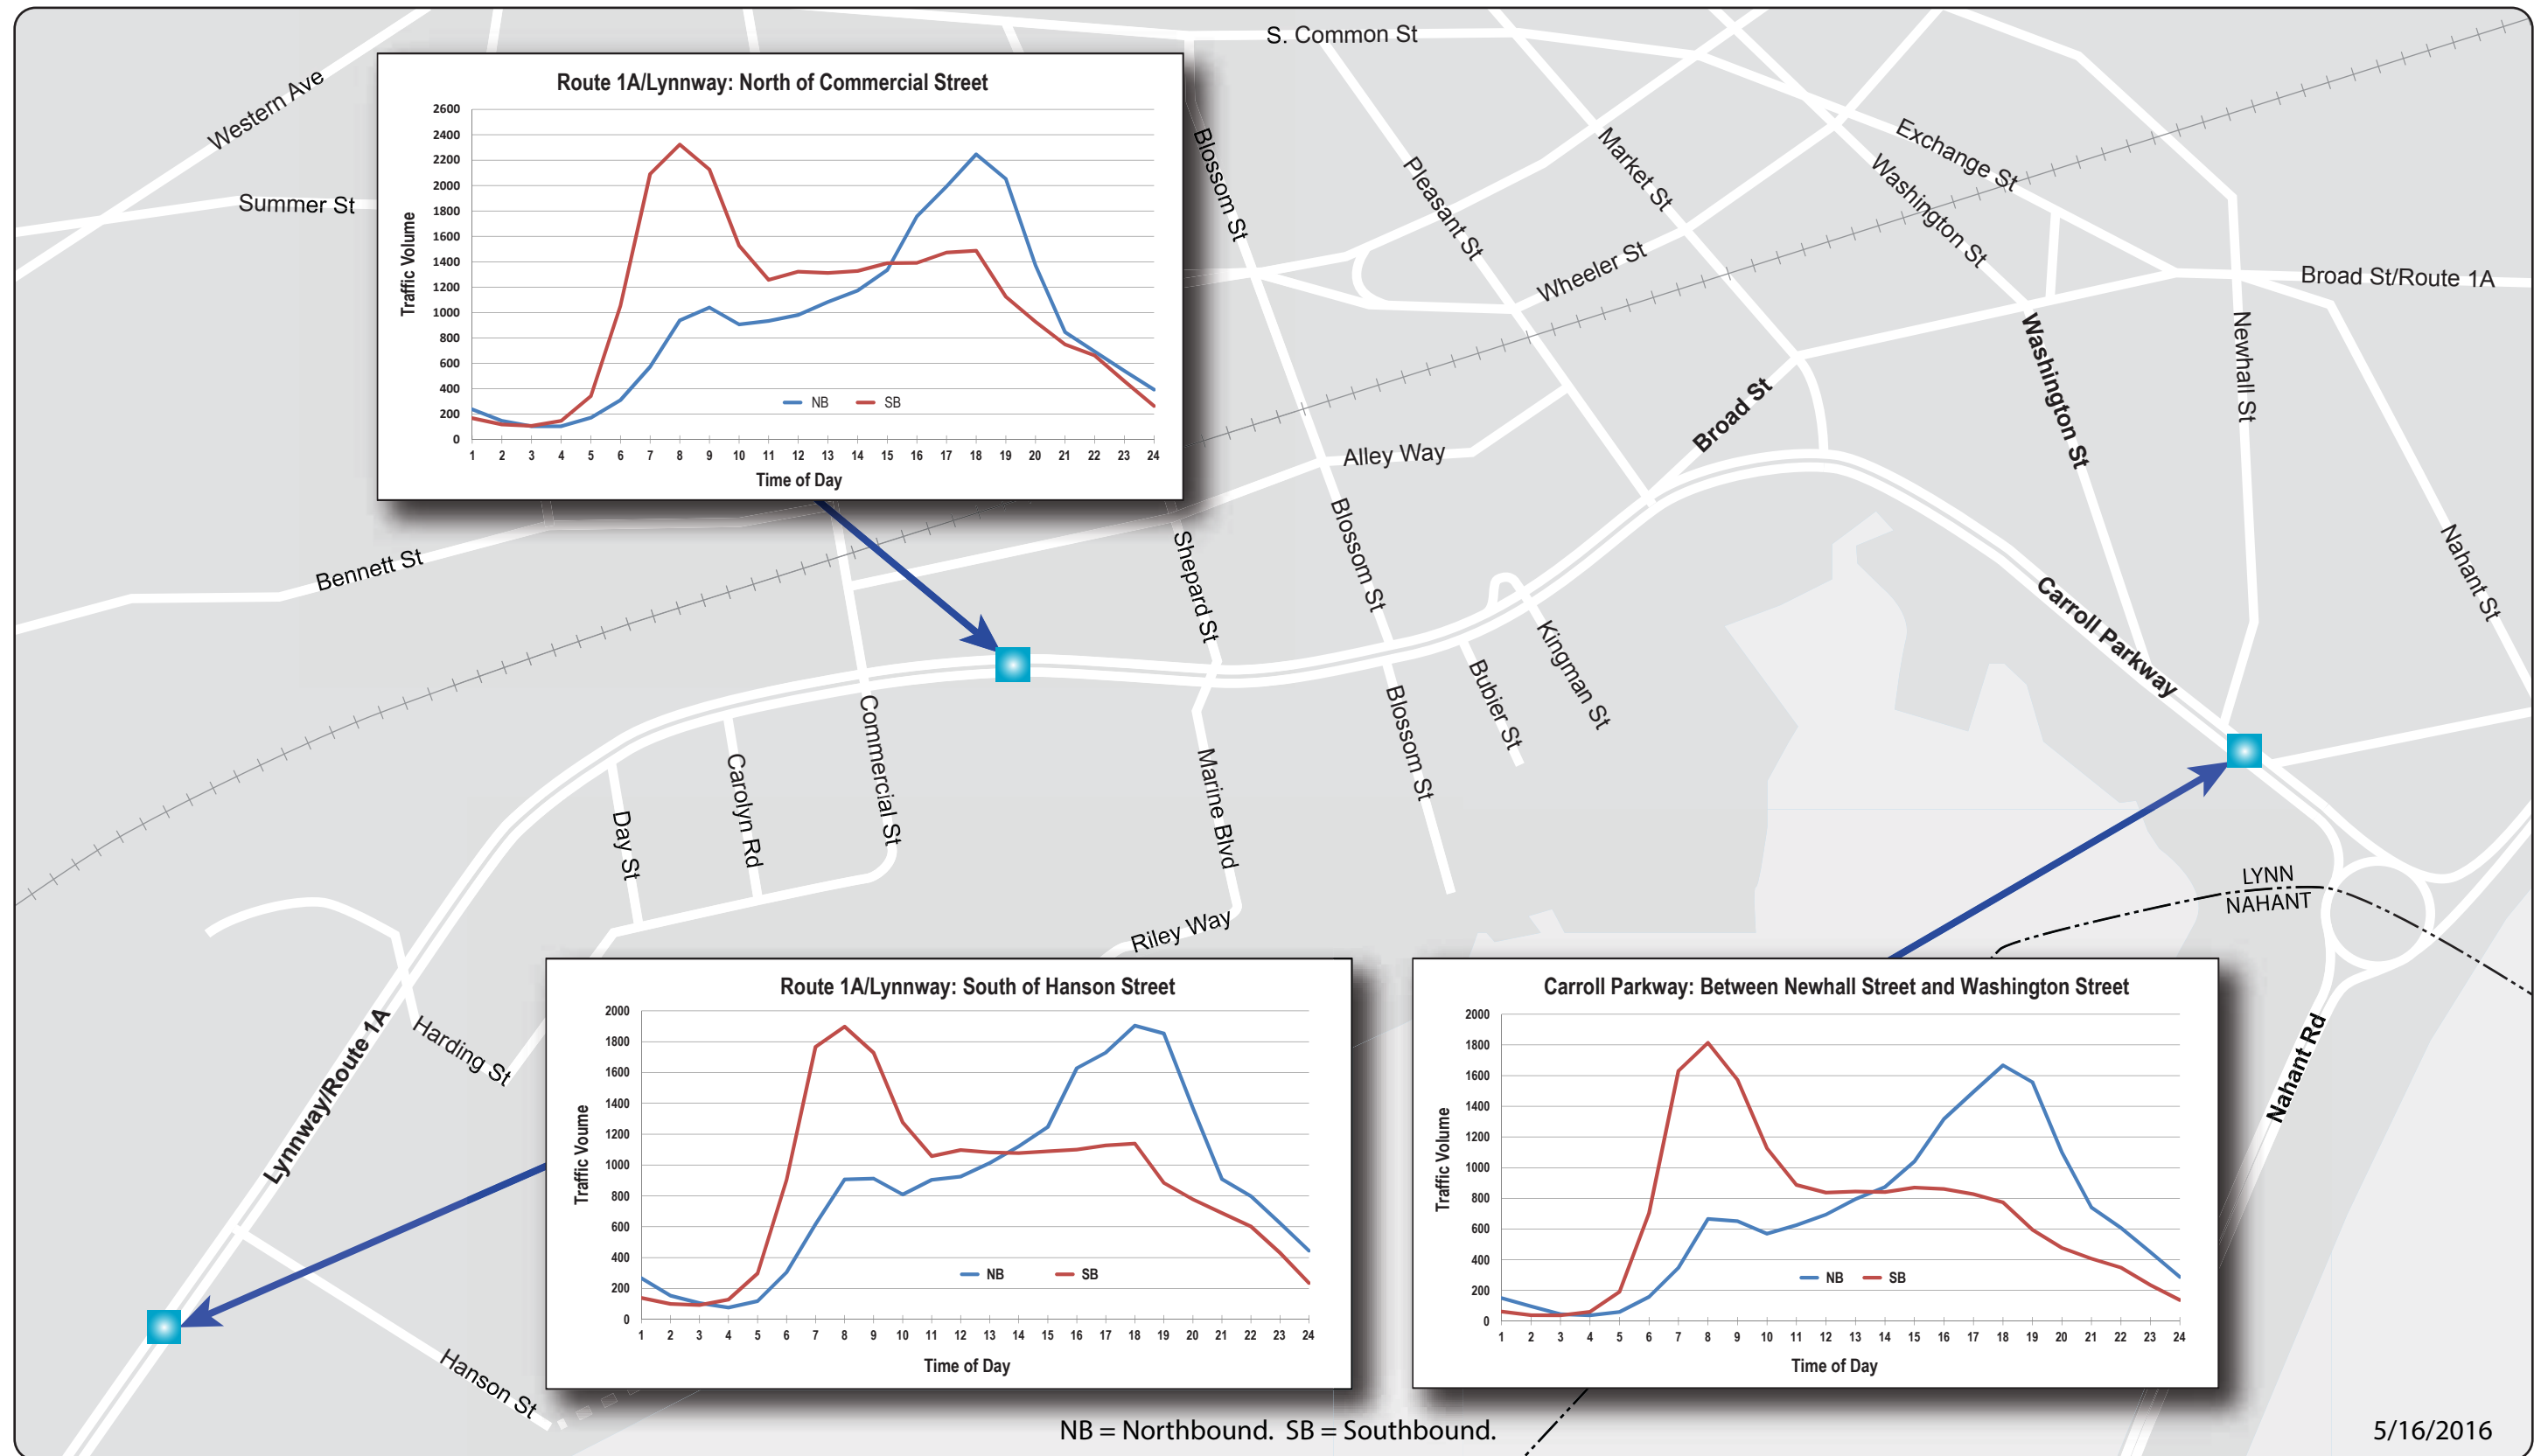 S. Common St
Western Ave
Summer St
Blossom St
Pleasant St
Market St
Exchange St
Washington St
Wheeler St
Broad St/Route 1A
Newhall St
Washington St
Broad St
Alley Way
Nahant St
Bennett St
Shepard St
Blossom St
Carroll Parkway
Kingman St
Bubier St
Blossom St
Commercial St
Carolyn Rd
Day St
Marine Blvd
Riley Way
LYNN
NAHANT
Harding St
Lynnway/Route 1A
Nahant Rd
Hanson St
Route 1A/Lynnway: North of Commercial Street
Traffic Volume
2600
2400
2200
2000
1800
1600
1400
1200
1000
800
600
400
200
0
NB SB
1 2 3 4 5 6 7 8 9 10 11 12 13 14 15 16 17 18 19 20 21 22 23 24
Time of Day
Route 1A/Lynnway: South of Hanson Street
Traffic Voume
2000
1800
1600
1400
1200
1000
800
600
400
200
0
NB SB
1 2 3 4 5 6 7 8 9 10 11 12 13 14 15 16 17 18 19 20 21 22 23 24
Time of Day
Carroll Parkway: Between Newhall Street and Washington Street
Traffic Volume
2000
1800
1600
1400
1200
1000
800
600
400
200
0
NB SB
1 2 3 4 5 6 7 8 9 10 11 12 13 14 15 16 17 18 19 20 21 22 23 24
Time of Day
NB = Northbound. SB = Southbound.
5/16/2016